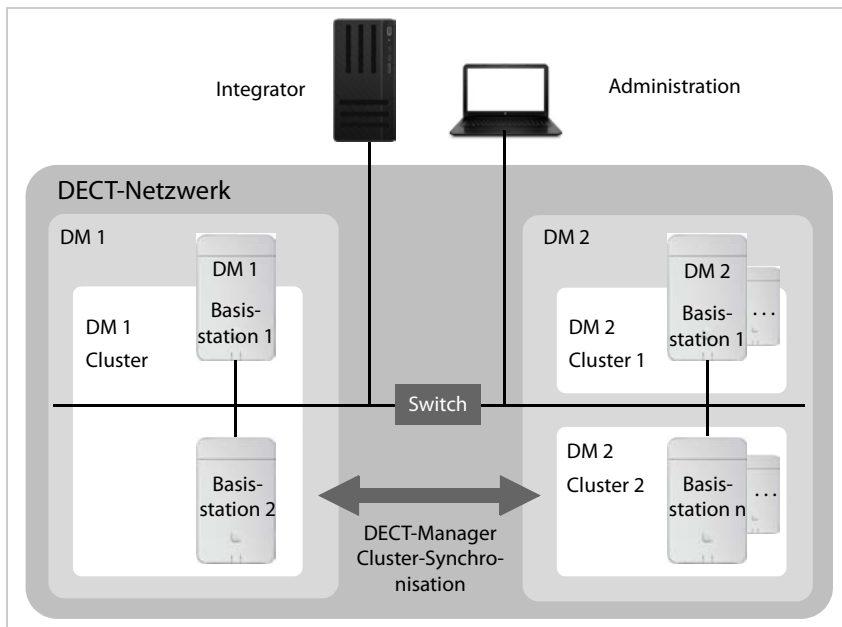 Integrator
Administration
DECT-Netzwerk
DM 1
DM 1
Basis-
station 1
DM 1
Cluster
Basis-
station 2
Switch
DECT-Manager
Cluster-Synchro-
nisation
DM 2
DM 2
Basis-
station 1
...
DM 2
Cluster 1
DM 2
Cluster 2
Basis-
station n
...